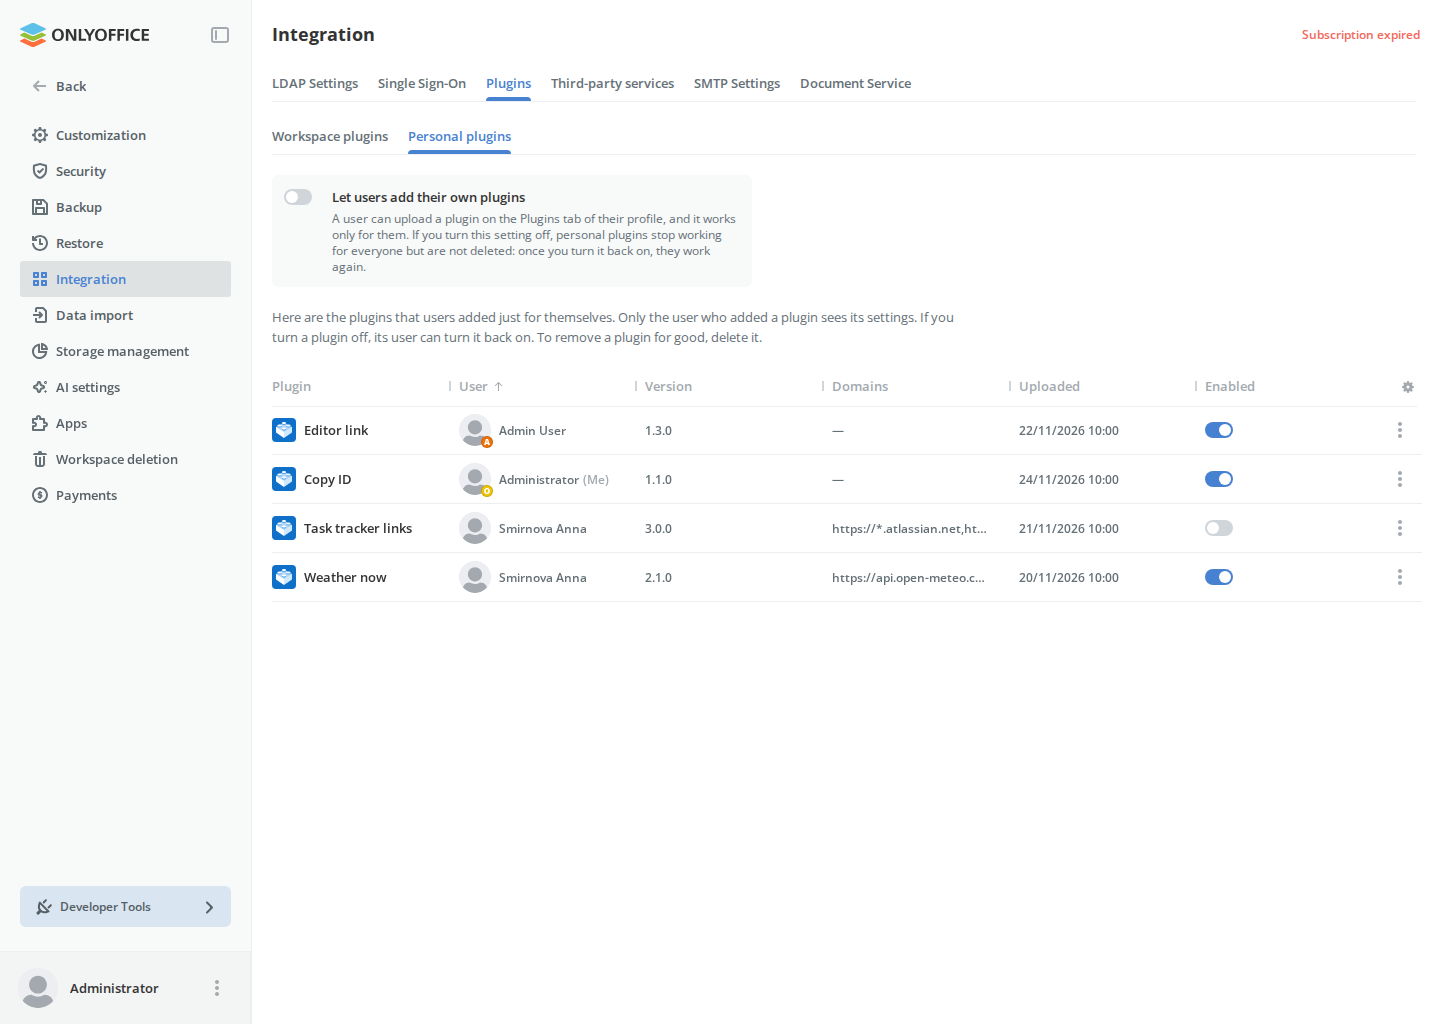 ONLYOFFICE
Back
Customization
Security
Backup
Restore
Integration
Data import
Storage management
AI settings
Apps
Workspace deletion
Payments
Developer Tools
Administrator
Integration
Subscription expired
LDAP Settings Single Sign-On Plugins Third-party services SMTP Settings Document Service
Workspace plugins Personal plugins
Let users add their own plugins
A user can upload a plugin on the Plugins tab of their profile, and it works
only for them. If you turn this setting off, personal plugins stop working
for everyone but are not deleted: once you turn it back on, they work
again.
Here are the plugins that users added just for themselves. Only the user who added a plugin sees its settings. If you
turn a plugin off, its user can turn it back on. To remove a plugin for good, delete it.
Plugin User Version Domains Uploaded Enabled
Editor link A Admin User 1.3.0 — 22/11/2026 10:00
Copy ID O Administrator (Me) 1.1.0 — 24/11/2026 10:00
Task tracker links Smirnova Anna 3.0.0 https://*.atlassian.net,ht... 21/11/2026 10:00
Weather now Smirnova Anna 2.1.0 https://api.open-meteo.c... 20/11/2026 10:00